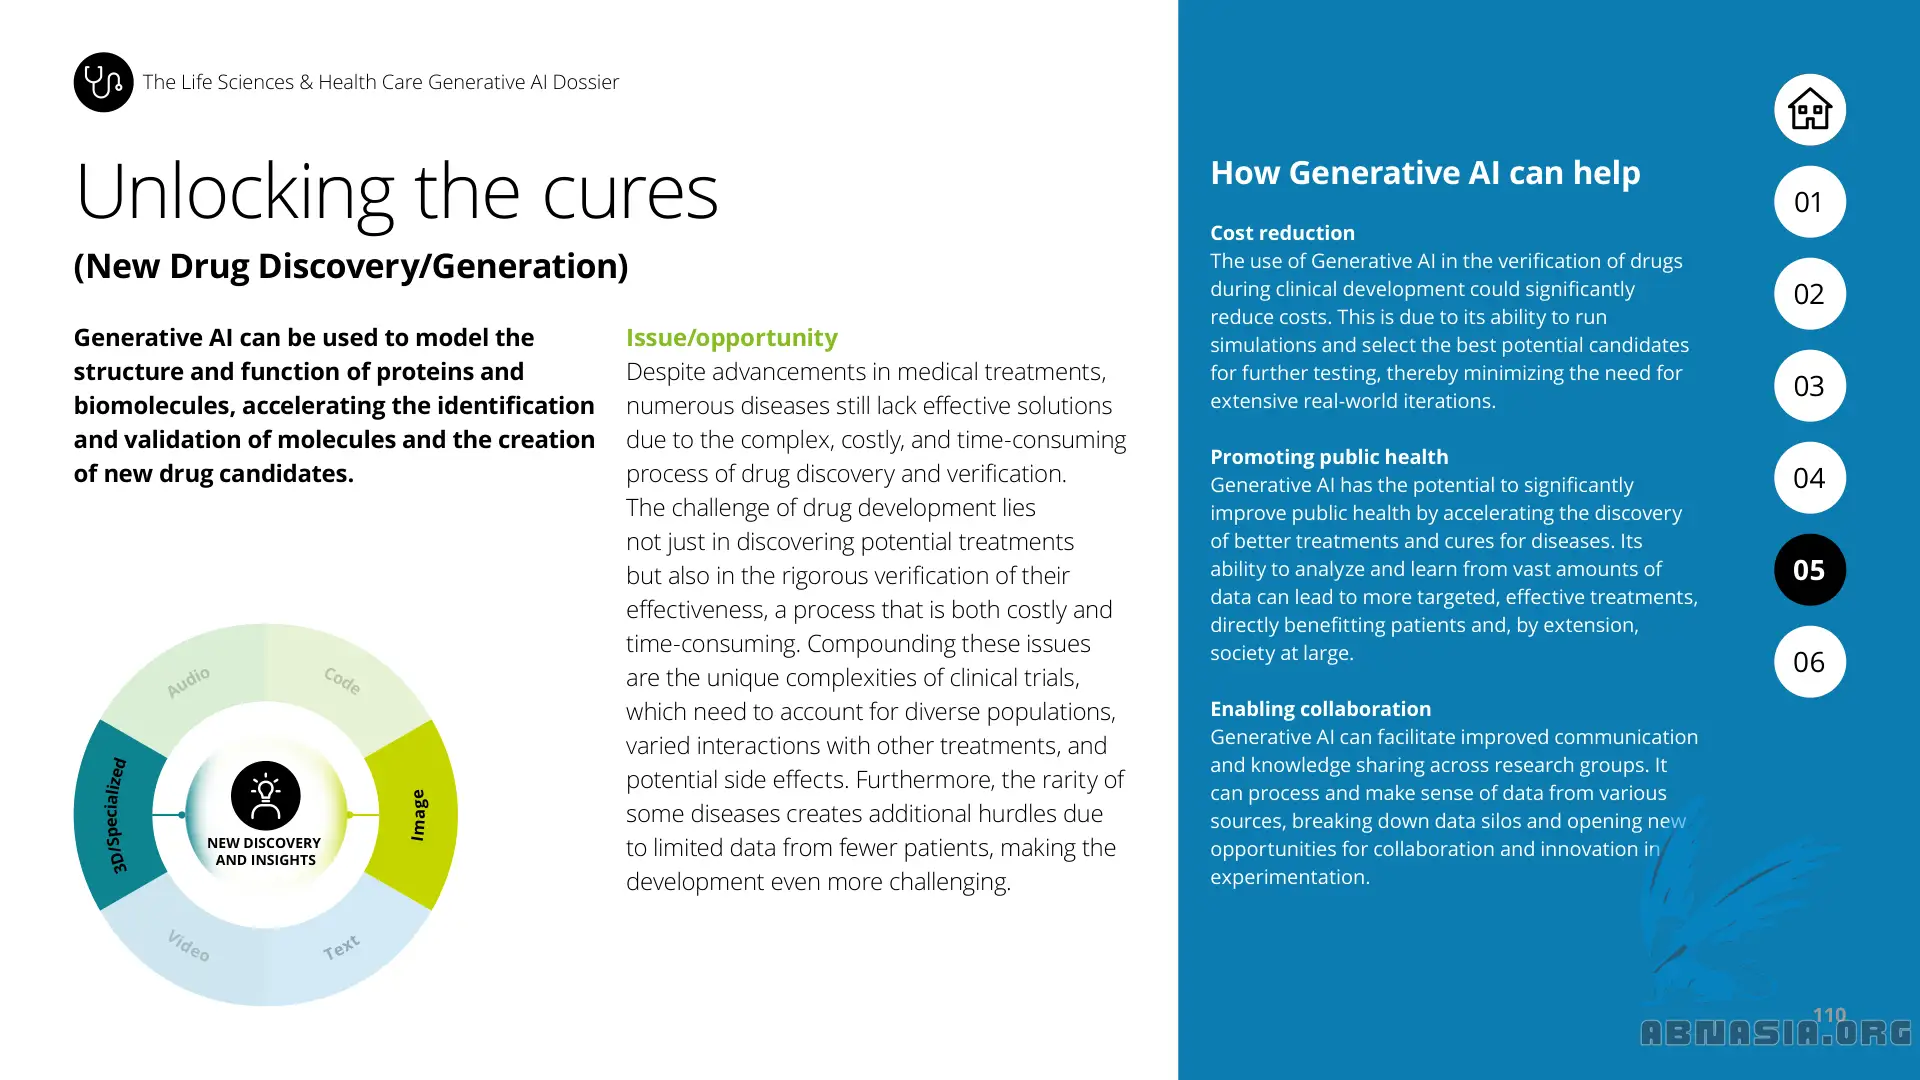 The Life Sciences & Health Care Generative AI Dossier
Unlocking the cures
(New Drug Discovery/Generation)
Generative AI can be used to model the
structure and function of proteins and
biomolecules, accelerating the identification
and validation of molecules and the creation
of new drug candidates.
Audio
Code
3D/Specialized
Image
NEW DISCOVERY
AND INSIGHTS
Video
Text
Issue/opportunity
Despite advancements in medical treatments,
numerous diseases still lack effective solutions
due to the complex, costly, and time-consuming
process of drug discovery and verification.
The challenge of drug development lies
not just in discovering potential treatments
but also in the rigorous verification of their
effectiveness, a process that is both costly and
time-consuming. Compounding these issues
are the unique complexities of clinical trials,
which need to account for diverse populations,
varied interactions with other treatments, and
potential side effects. Furthermore, the rarity of
some diseases creates additional hurdles due
to limited data from fewer patients, making the
development even more challenging.
How Generative AI can help
Cost reduction
The use of Generative AI in the verification of drugs
during clinical development could significantly
reduce costs. This is due to its ability to run
simulations and select the best potential candidates
for further testing, thereby minimizing the need for
extensive real-world iterations.
Promoting public health
Generative AI has the potential to significantly
improve public health by accelerating the discovery
of better treatments and cures for diseases. Its
ability to analyze and learn from vast amounts of
data can lead to more targeted, effective treatments,
directly benefitting patients and, by extension,
society at large.
Enabling collaboration
Generative AI can facilitate improved communication
and knowledge sharing across research groups. It
can process and make sense of data from various
sources, breaking down data silos and opening new
opportunities for collaboration and innovation in
experimentation.
01
02
03
04
05
06
110
ABNASIA.ORG